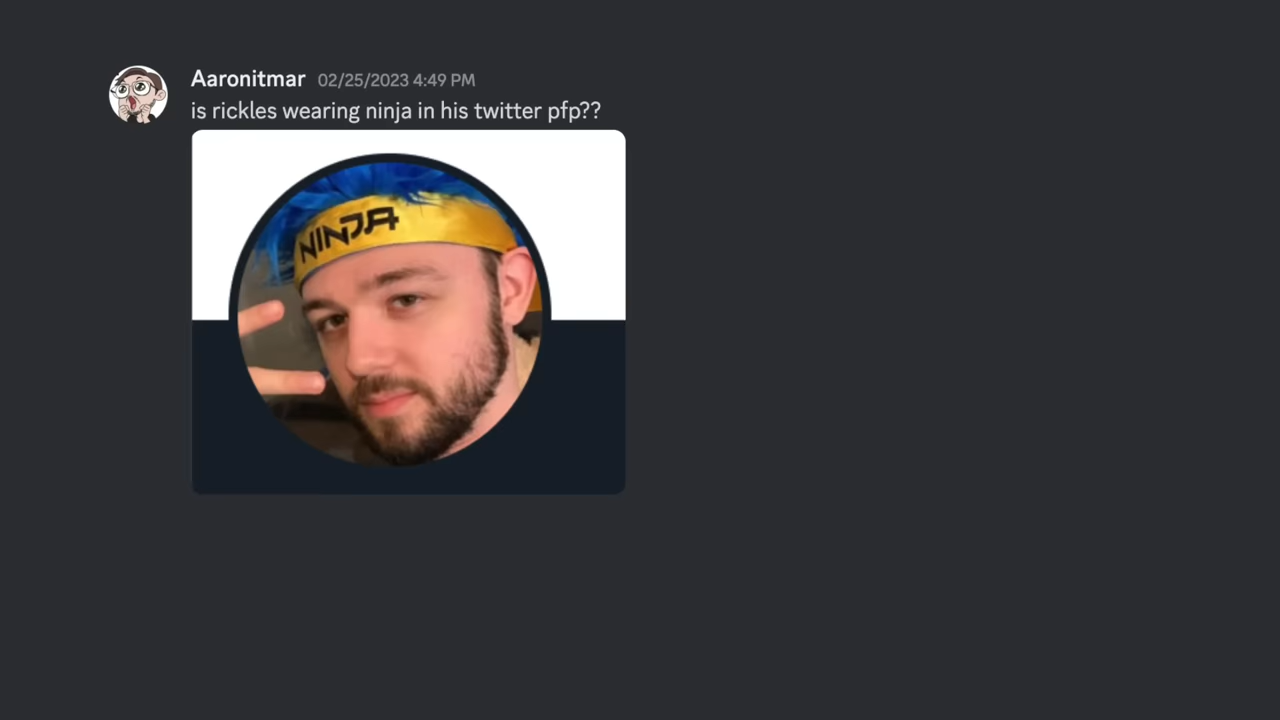 Aaronitmar 02/25/2023 4:49 PM
is rickles wearing ninja in his twitter pfp??
NINJA